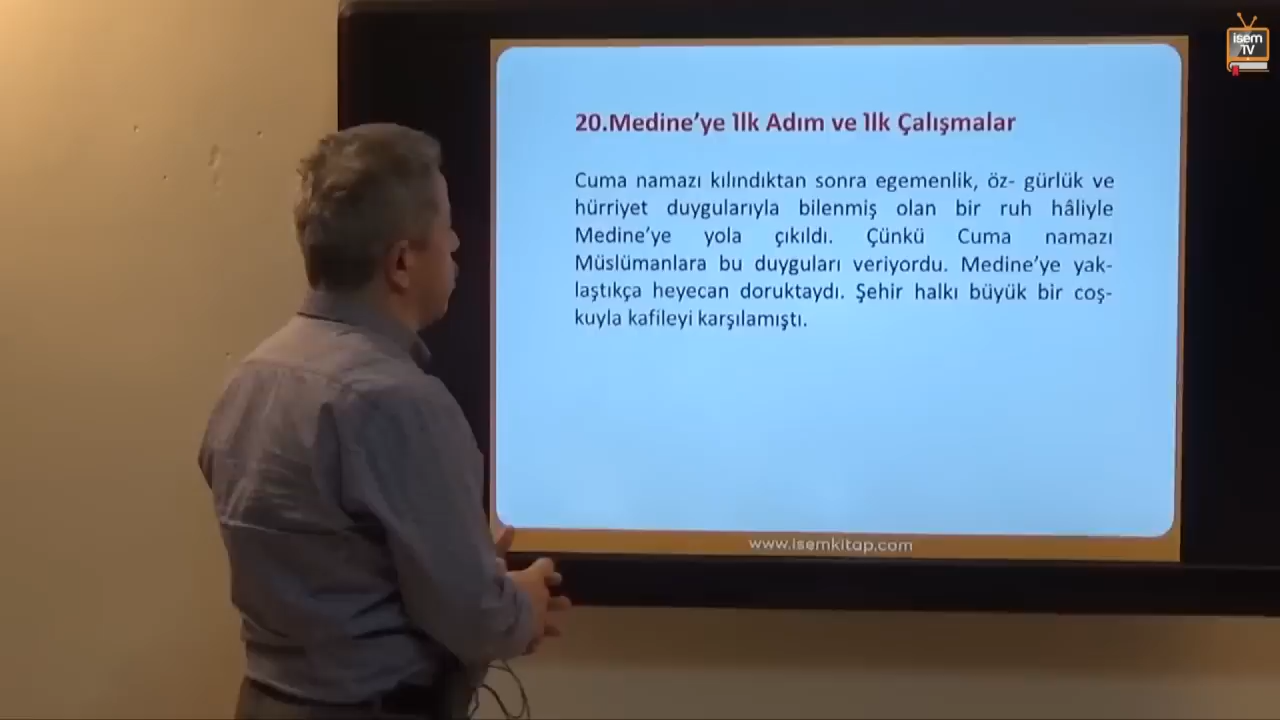 isem
TV
20.Medine'ye İlk Adım ve İlk Çalışmalar
Cuma namazı kılındıktan sonra egemenlik, öz- gürlük ve
hürriyet duygularıyla bilenmiş olan bir ruh hâliyle
Medine'ye yola çıkıldı. Çünkü Cuma namazı
Müslümanlara bu duyguları veriyordu. Medine'ye yak-
laştıkça heyecan doruktaydı. Şehir halkı büyük bir coş-
kuyla kafileyi karşılamıştı.
www.isemkitap.com